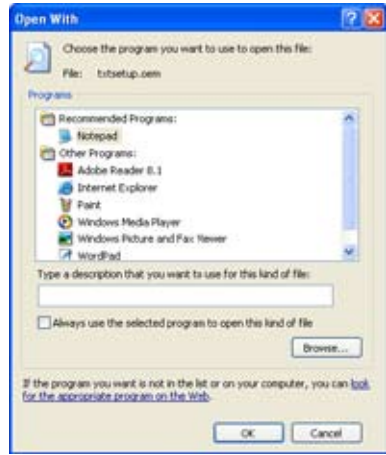 Open With
Choose the program you want to use to open this file:
File: txtsetup.oem
Programs
Recommended Programs:
Notepad
Other Programs:
Adobe Reader 8.1
Internet Explorer
Paint
Windows Media Player
Windows Picture and Fax Viewer
WordPad
Type a description that you want to use for this kind of file:
Always use the selected program to open this kind of file
Browse...
If the program you want is not in the list or on your computer, you can look
for the appropriate program on the Web.
OK Cancel